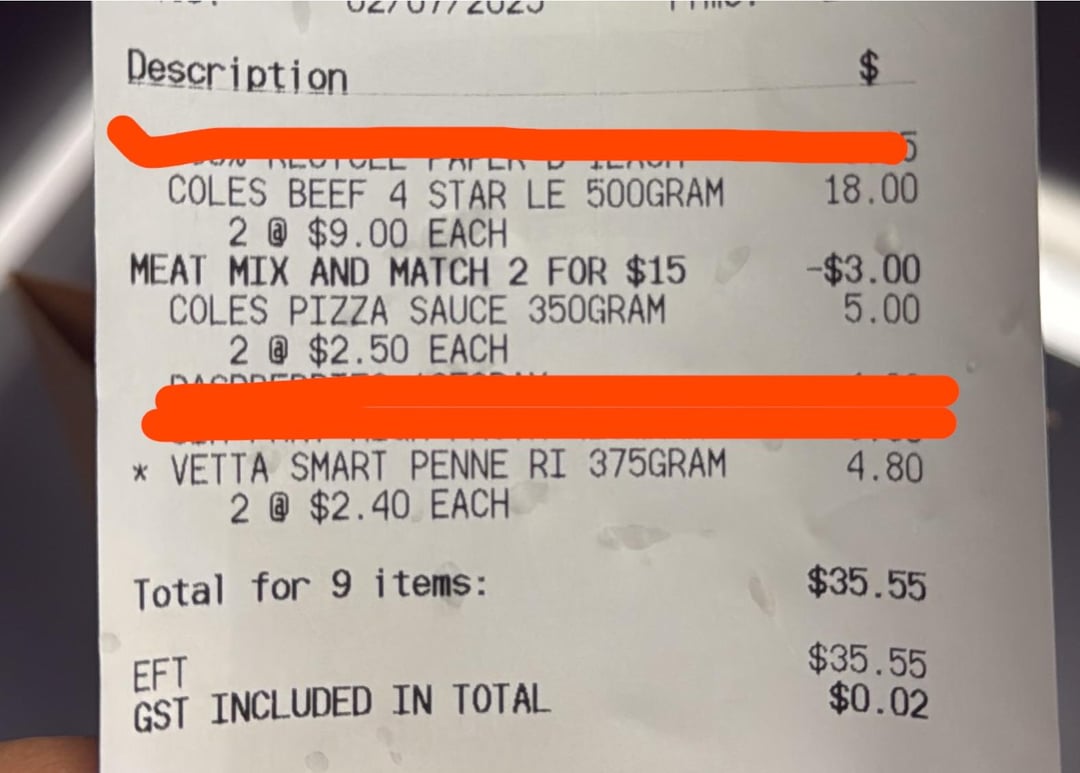 Description $
COLES BEEF 4 STAR LE 500GRAM 18.00
2 @ $9.00 EACH
MEAT MIX AND MATCH 2 FOR $15 -$3.00
COLES PIZZA SAUCE 350GRAM 5.00
2 @ $2.50 EACH
* VETTA SMART PENNE RI 375GRAM 4.80
2 @ $2.40 EACH
Total for 9 items: $35.55
EFT $35.55
GST INCLUDED IN TOTAL $0.02